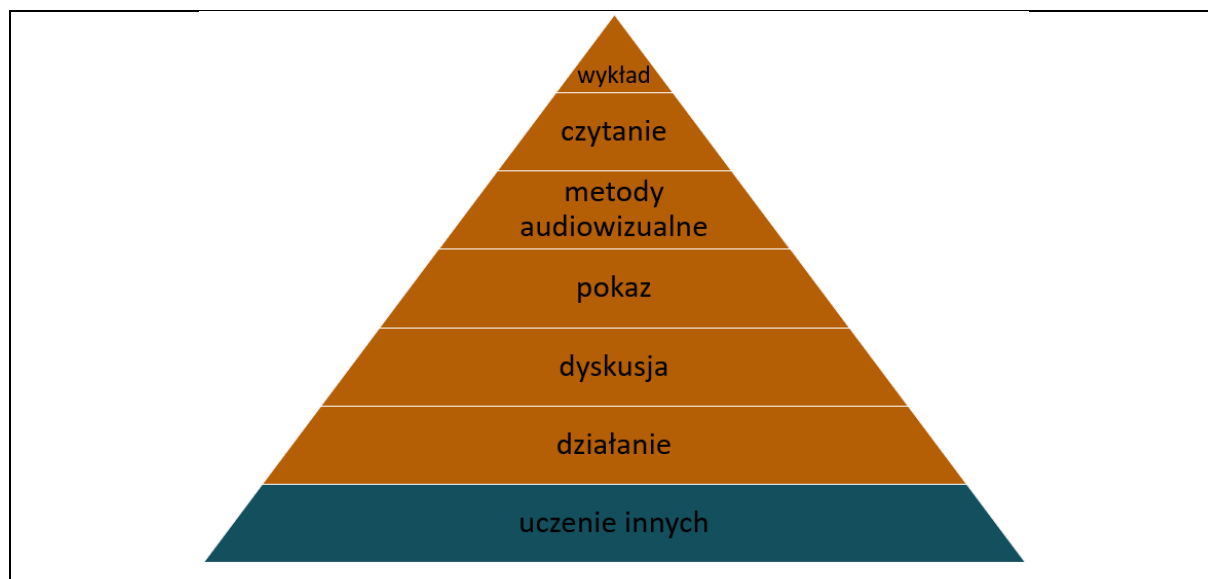 wykład
czytanie
metody
audiowizualne
pokaz
dyskusja
działanie
uczenie innych